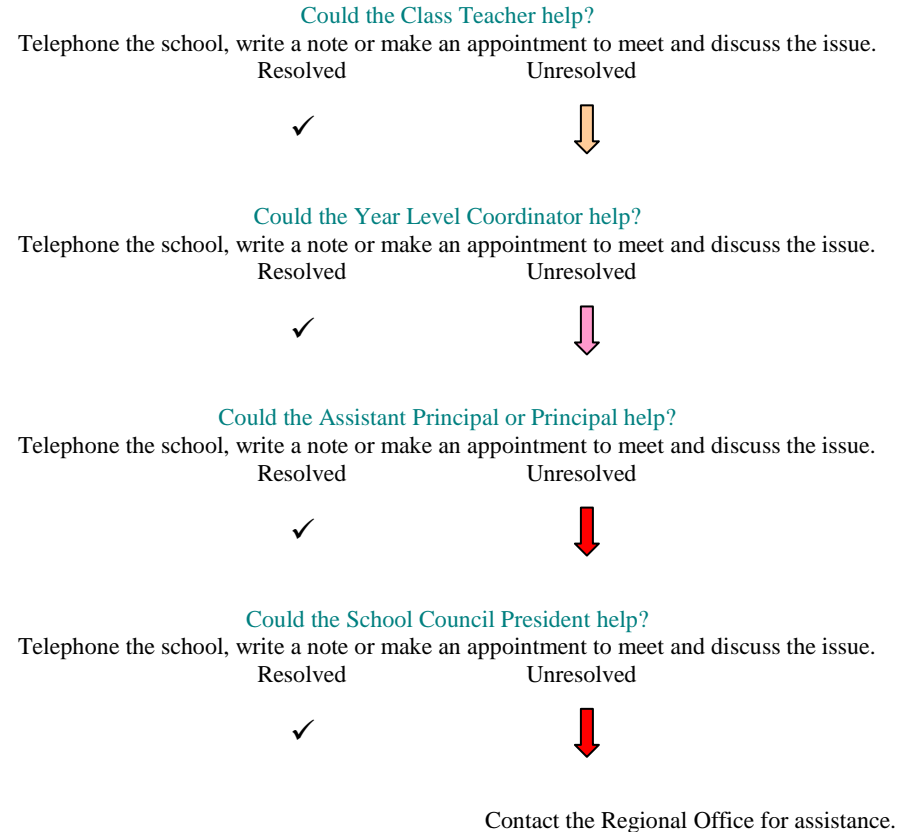 Could the Class Teacher help?
Telephone the school, write a note or make an appointment to meet and discuss the issue.
Resolved Unresolved
✓
Could the Year Level Coordinator help?
Telephone the school, write a note or make an appointment to meet and discuss the issue.
Resolved Unresolved
✓
Could the Assistant Principal or Principal help?
Telephone the school, write a note or make an appointment to meet and discuss the issue.
Resolved Unresolved
✓
Could the School Council President help?
Telephone the school, write a note or make an appointment to meet and discuss the issue.
Resolved Unresolved
✓
Contact the Regional Office for assistance.